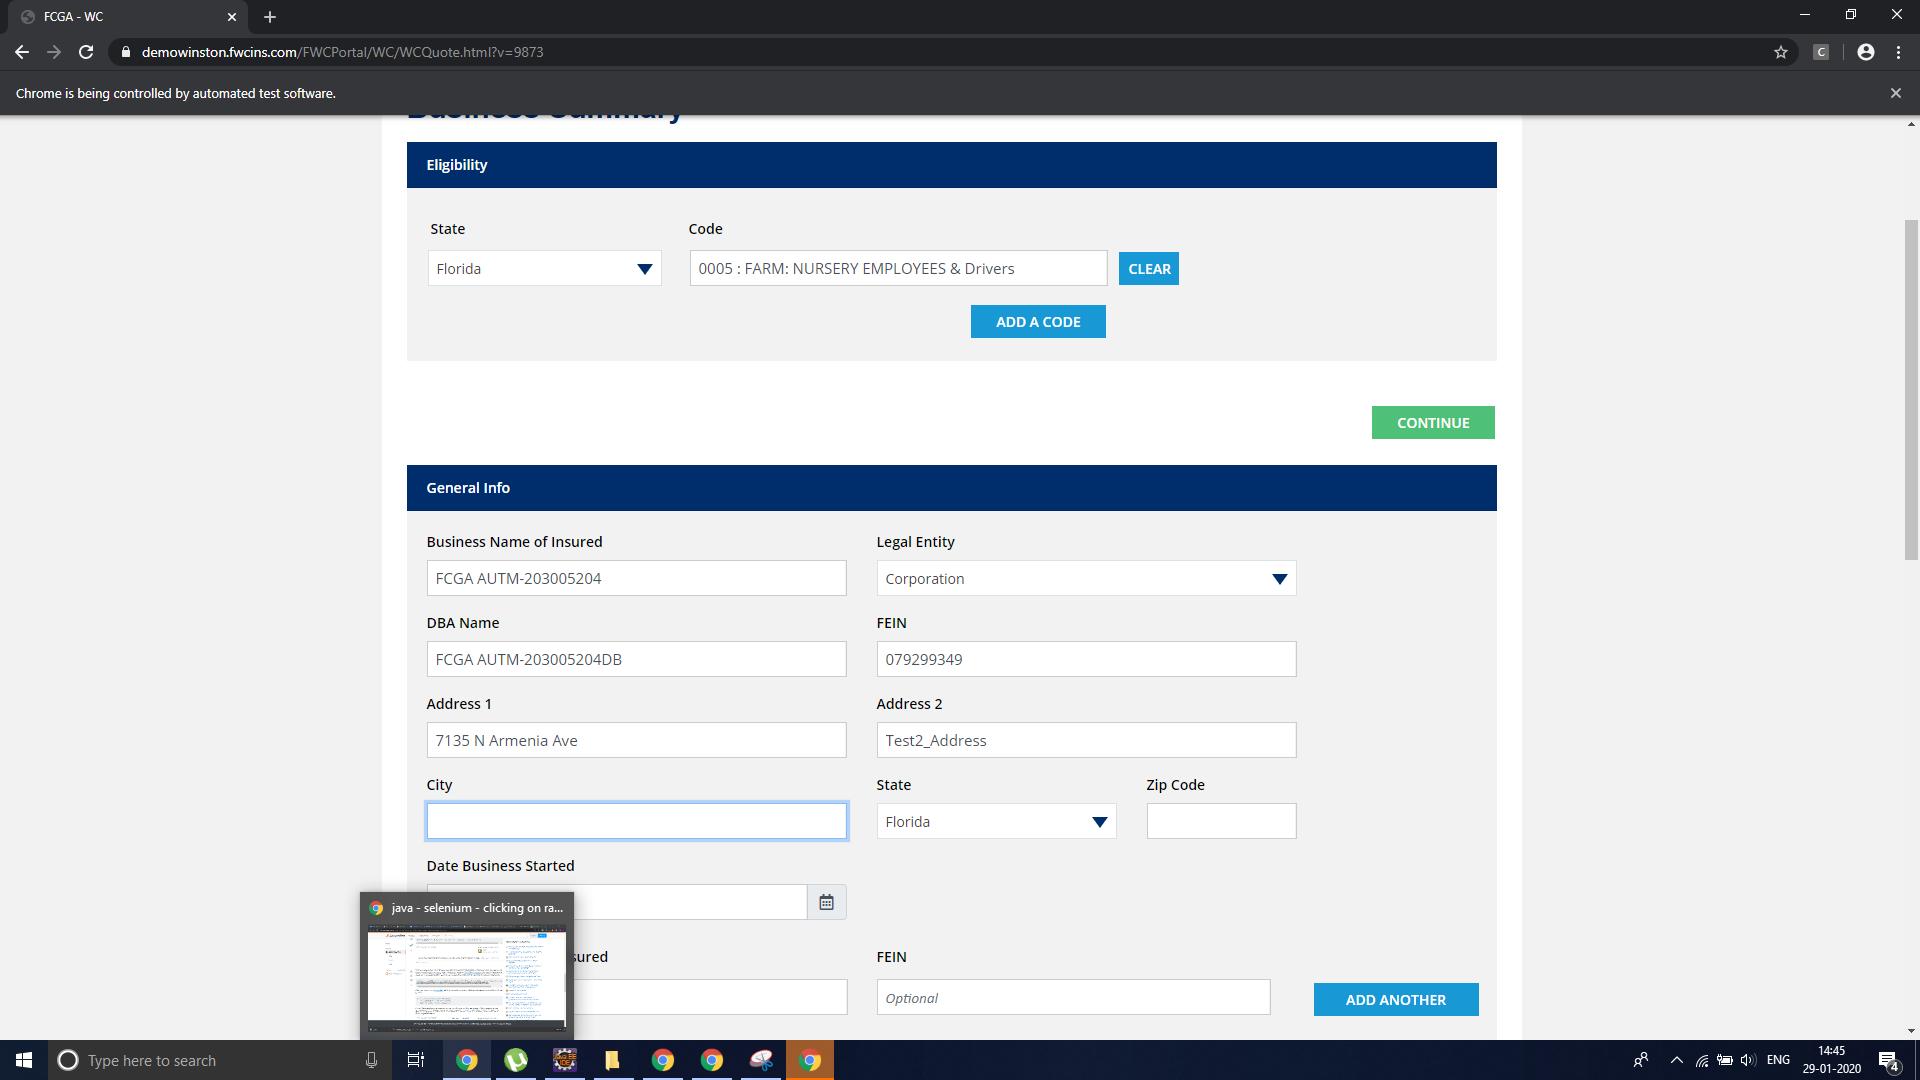 FCGA - WC
demowinston.fwcins.com/FWCPortal/WC/WCQuote.html?v=9873
C
Chrome is being controlled by automated test software.
Business Summary
Eligibility
State
Code
Florida
0005 : FARM: NURSERY EMPLOYEES & Drivers
CLEAR
ADD A CODE
CONTINUE
General Info
Business Name of Insured
Legal Entity
FCGA AUTM-203005204
Corporation
DBA Name
FEIN
FCGA AUTM-203005204DB
079299349
Address 1
Address 2
7135 N Armenia Ave
Test2_Address
City
State
Zip Code
Florida
Date Business Started
java - selenium - clicking on ra...
sured
FEIN
Optional
ADD ANOTHER
Type here to search
ENG
14:45
29-01-2020
4